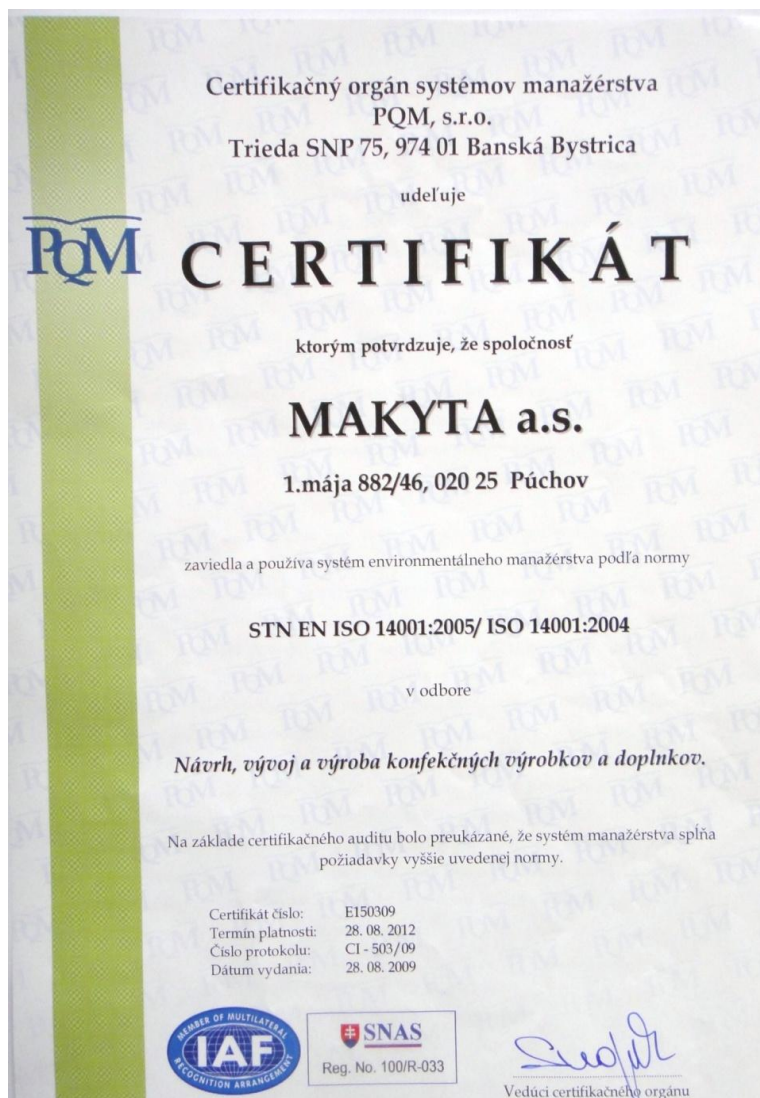 Certifikačný orgán systémov manažérstva
PQM, s.r.o.
Trieda SNP 75, 974 01 Banská Bystrica
udeľuje
PQM
CERTIFIKÁT
ktorým potvrdzuje, že spoločnosť
MAKYTA a.s.
1.mája 882/46, 020 25 Púchov
zaviedla a používa systém environmentálneho manažérstva podľa normy
STN EN ISO 14001:2005/ ISO 14001:2004
v odbore
Návrh, vývoj a výroba konfekčných výrobkov a doplnkov.
Na základe certifikačného auditu bolo preukázané, že systém manažérstva spĺňa
požiadavky vyššie uvedenej normy.
Certifikát číslo: E150309
Termín platnosti: 28. 08. 2012
Číslo protokolu: CI - 503/09
Dátum vydania: 28. 08. 2009
MEMBER OF MULTILATERAL
IAF
RECOGNITION ARRANGEMENT
SNAS
Reg. No. 100/R-033
Vedúci certifikačného orgánu